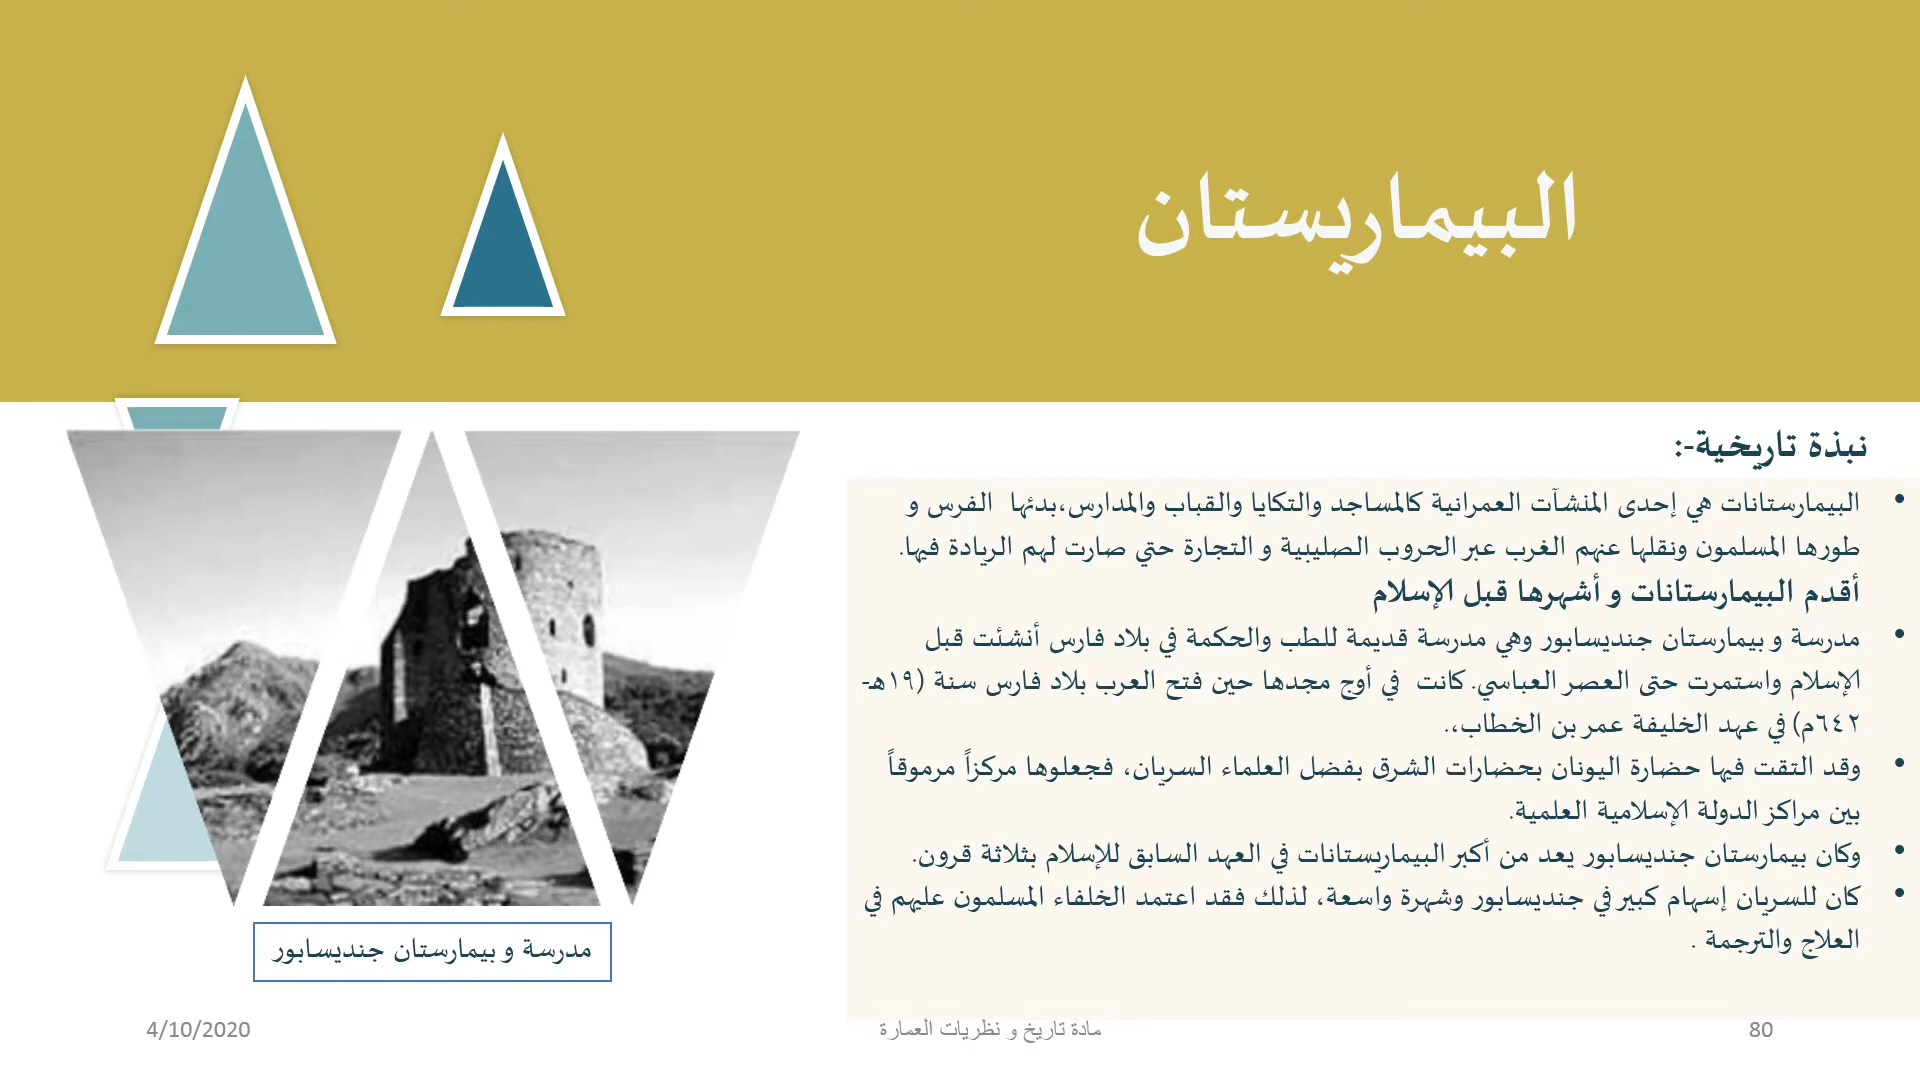 البيماريستان
نبذة تاريخية-:
• البيمارستانات هي إحدى المنشآت العمرانية كالمساجد والتكايا والقباب والمدارس،بدئها الفرس و
طورها المسلمون ونقلها عنهم الغرب عبر الحروب الصليبية و التجارة حتي صارت لهم الريادة فيها.
أقدم البيمارستانات و أشهرها قبل الإسلام
• مدرسة و بيمارستان جنديسابور وهي مدرسة قديمة للطب والحكمة في بلاد فارس أنشئت قبل
الإسلام واستمرت حتى العصر العباسي. كانت في أوج مجدها حين فتح العرب بلاد فارس سنة (١٩هـ-
٦٤٢م) في عهد الخليفة عمر بن الخطاب،.
• وقد التقت فيها حضارة اليونان بحضارات الشرق بفضل العلماء السريان، فجعلوها مركزاً مرموقاً
بين مراكز الدولة الإسلامية العلمية.
• وكان بيمارستان جنديسابور يعد من أكبر البيماريستانات في العهد السابق للإسلام بثلاثة قرون.
• كان للسريان إسهام كبير في جنديسابور وشهرة واسعة، لذلك فقد اعتمد الخلفاء المسلمون عليهم في
العلاج والترجمة .
مدرسة و بيمارستان جنديسابور
4/10/2020
مادة تاريخ و نظريات العمارة
80